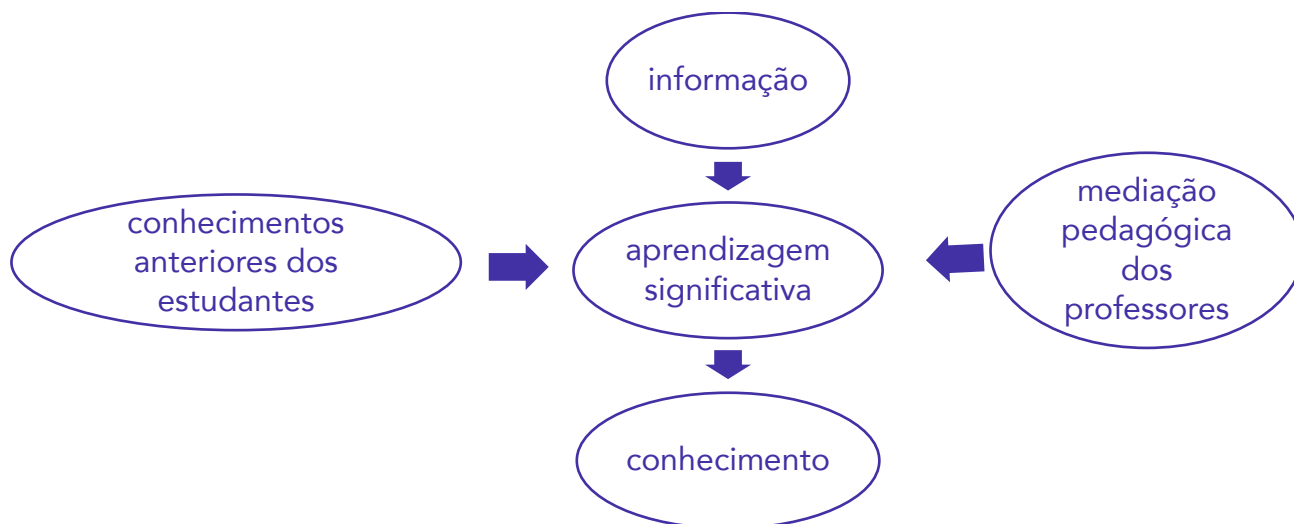 informação
conhecimentos
anteriores dos
estudantes
aprendizagem
significativa
mediação
pedagógica
dos
professores
conhecimento